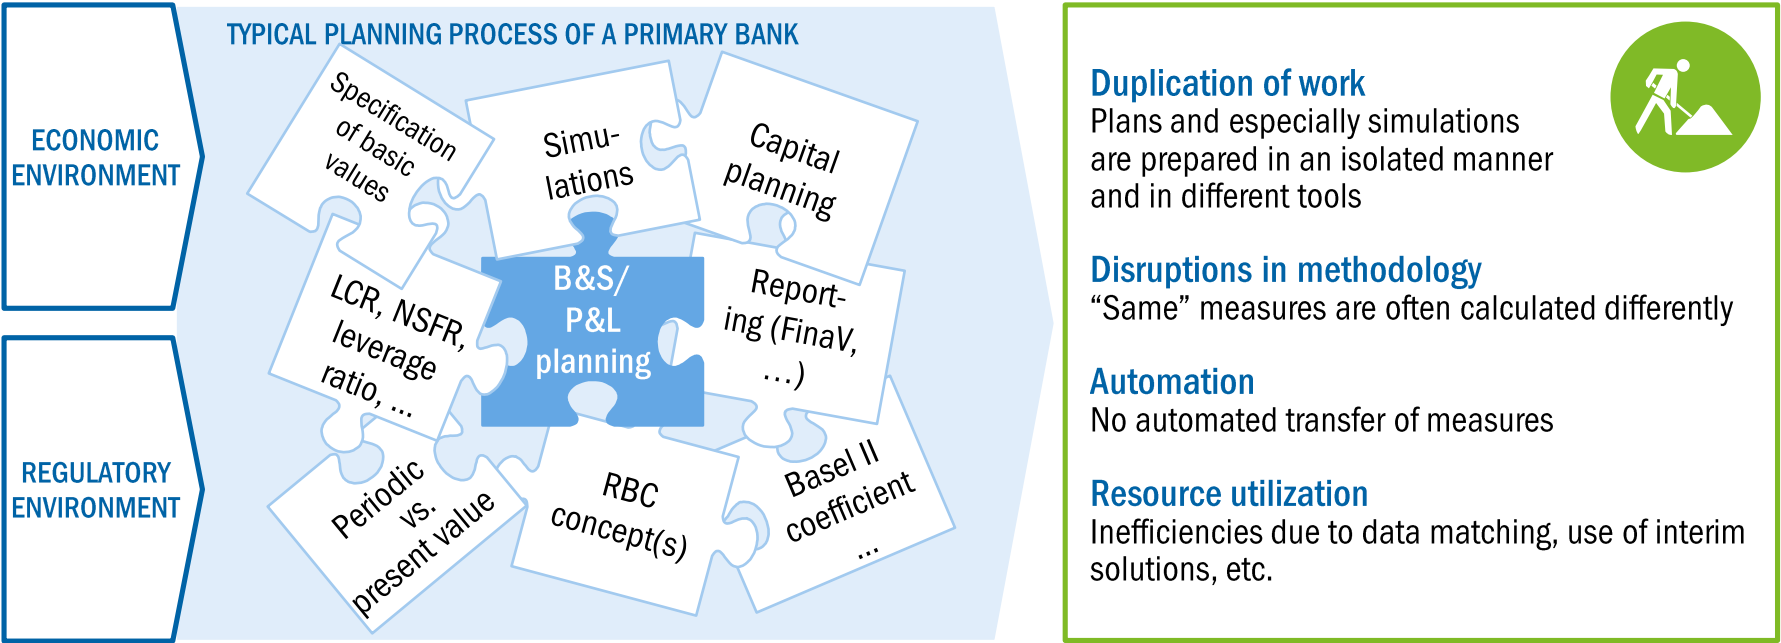 ECONOMIC
ENVIRONMENT
REGULATORY
ENVIRONMENT
TYPICAL PLANNING PROCESS OF A PRIMARY BANK
Specification
of basic
values
Simu-
lations
Capital
planning
LCR, NSFR,
leverage
ratio, ...
B&S/
P&L
planning
Report-
ing (FinaV,
...)
Periodic
vs.
present value
RBC
concept(s)
Basel II
coefficient
...
Duplication of work
Plans and especially simulations
are prepared in an isolated manner
and in different tools
Disruptions in methodology
“Same” measures are often calculated differently
Automation
No automated transfer of measures
Resource utilization
Inefficiencies due to data matching, use of interim
solutions, etc.